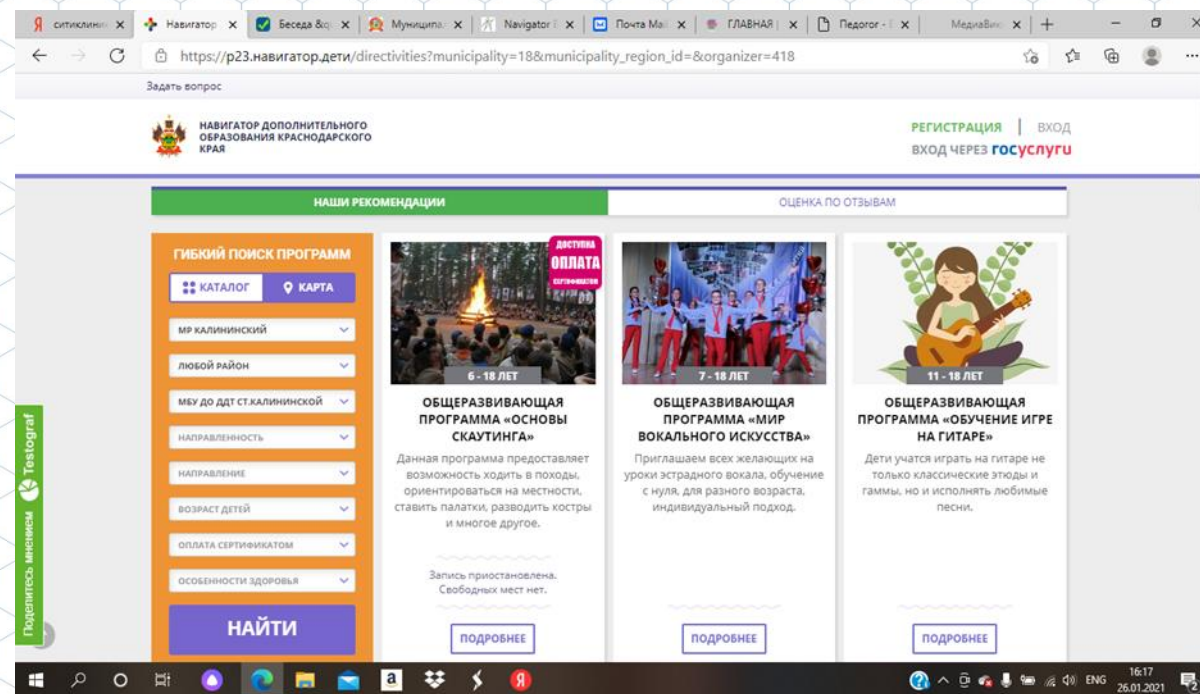 ситиклини
Навигатор
Беседа &qu
Муниципал
Navigator
Почта Mail
ГЛАВНАЯ
Педогог -
МедиаВик
https://р23.навигатор.дети/directivities?municipality=18&municipality_region_id=&organizer=418
Задать вопрос
НАВИГАТОР ДОПОЛНИТЕЛЬНОГО
ОБРАЗОВАНИЯ КРАСНОДАРСКОГО
КРАЯ
РЕГИСТРАЦИЯ | ВХОД
ВХОД ЧЕРЕЗ госуслуги
НАШИ РЕКОМЕНДАЦИИ
ОЦЕНКА ПО ОТЗЫВАМ
ГИБКИЙ ПОИСК ПРОГРАММ
КАТАЛОГ
КАРТА
МР КАЛИНИНСКИЙ
ЛЮБОЙ РАЙОН
МБУ ДО ДДТ СТ.КАЛИНИНСКОЙ
НАПРАВЛЕННОСТЬ
НАПРАВЛЕНИЕ
ВОЗРАСТ ДЕТЕЙ
ОПЛАТА СЕРТИФИКАТОМ
ОСОБЕННОСТИ ЗДОРОВЬЯ
НАЙТИ
ДОСТУПНА
ОПЛАТА
СЕРТИФИКАТОМ
6 - 18 ЛЕТ
ОБЩЕРАЗВИВАЮЩАЯ
ПРОГРАММА «ОСНОВЫ
СКАУТИНГА»
Данная программа предоставляет
возможность ходить в походы,
ориентироваться на местности,
ставить палатки, разводить костры
и многое другое.
Запись приостановлена.
Свободных мест нет.
ПОДРОБНЕЕ
7 - 18 ЛЕТ
ОБЩЕРАЗВИВАЮЩАЯ
ПРОГРАММА «МИР
ВОКАЛЬНОГО ИСКУССТВА»
Приглашаем всех желающих на
уроки эстрадного вокала, обучение
с нуля, для разного возраста,
индивидуальный подход.
ПОДРОБНЕЕ
11 - 18 ЛЕТ
ОБЩЕРАЗВИВАЮЩАЯ
ПРОГРАММА «ОБУЧЕНИЕ ИГРЕ
НА ГИТАРЕ»
Дети учатся играть на гитаре не
только классические этюды и
гаммы, но и исполнять любимые
песни.
ПОДРОБНЕЕ
Поделитесь мнением Testograf
ENG
16:17
26.01.2021